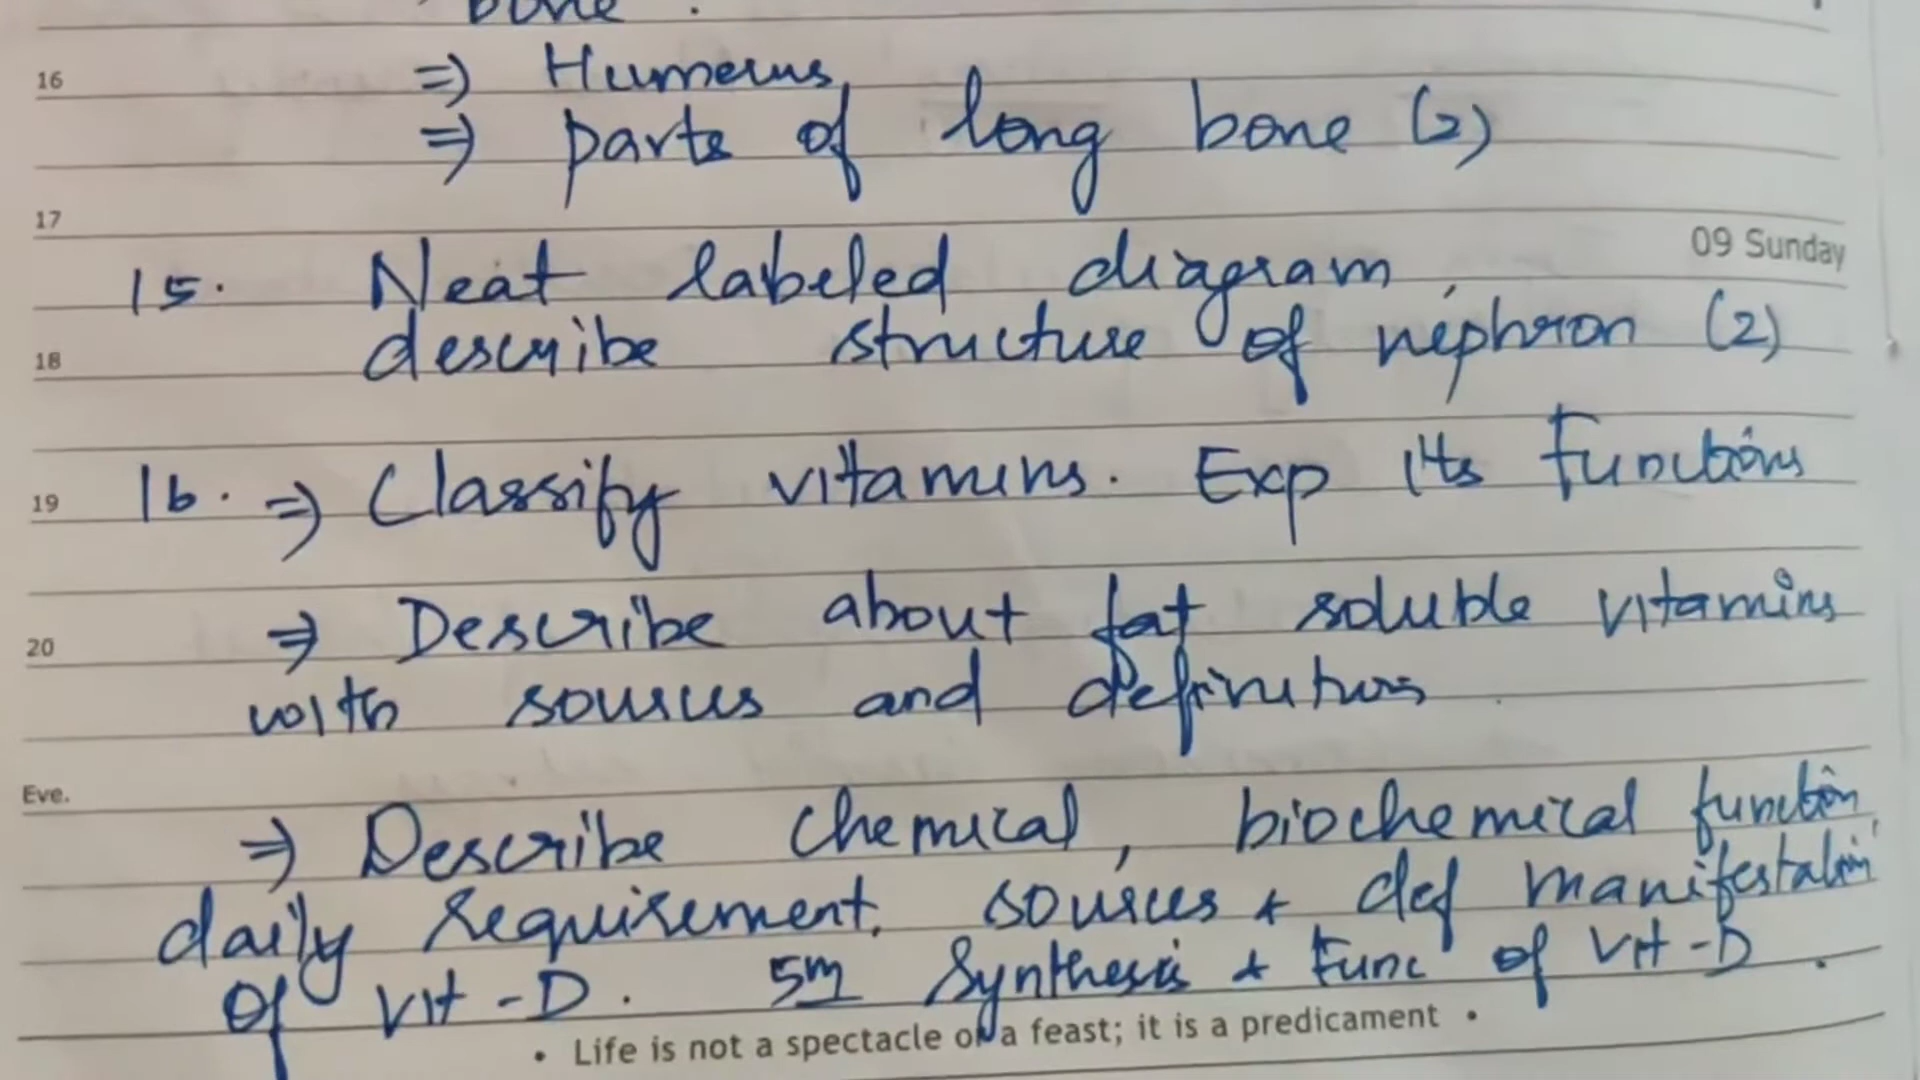 bone .
16
=> Humerus
=> parts of long bone (2)
17
09 Sunday
15. Neat labeled diagram,
describe structure of nephron (2)
18
19 16. => Classify vitamins. Exp its functions
=> Describe about fat soluble vitamins
20
with sources and definitions
Eve.
=> Describe chemical, biochemical function,
daily requirement, sources + def manifestation
of vit-D. 5m Synthesis + Func of vit-D.
• Life is not a spectacle or a feast; it is a predicament •